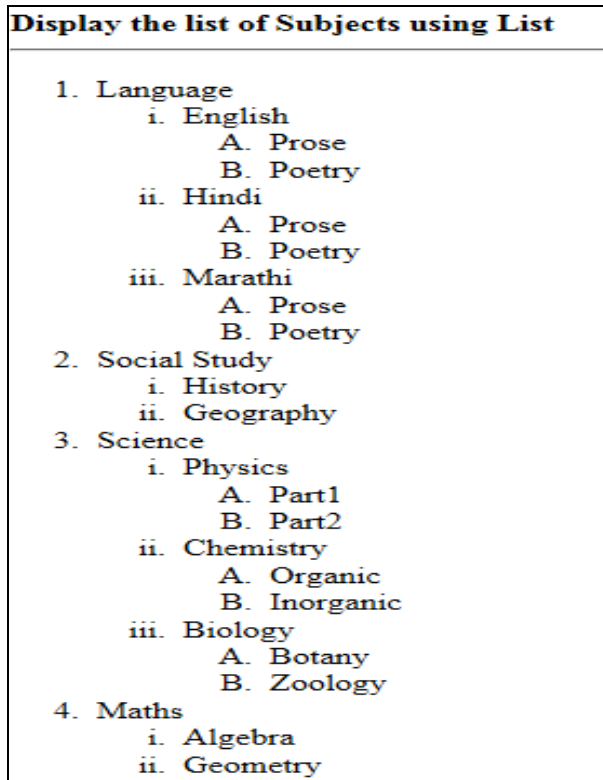 Display the list of Subjects using List
1. Language
i. English
A. Prose
B. Poetry
ii. Hindi
A. Prose
B. Poetry
iii. Marathi
A. Prose
B. Poetry
2. Social Study
i. History
ii. Geography
3. Science
i. Physics
A. Part1
B. Part2
ii. Chemistry
A. Organic
B. Inorganic
iii. Biology
A. Botany
B. Zoology
4. Maths
i. Algebra
ii. Geometry